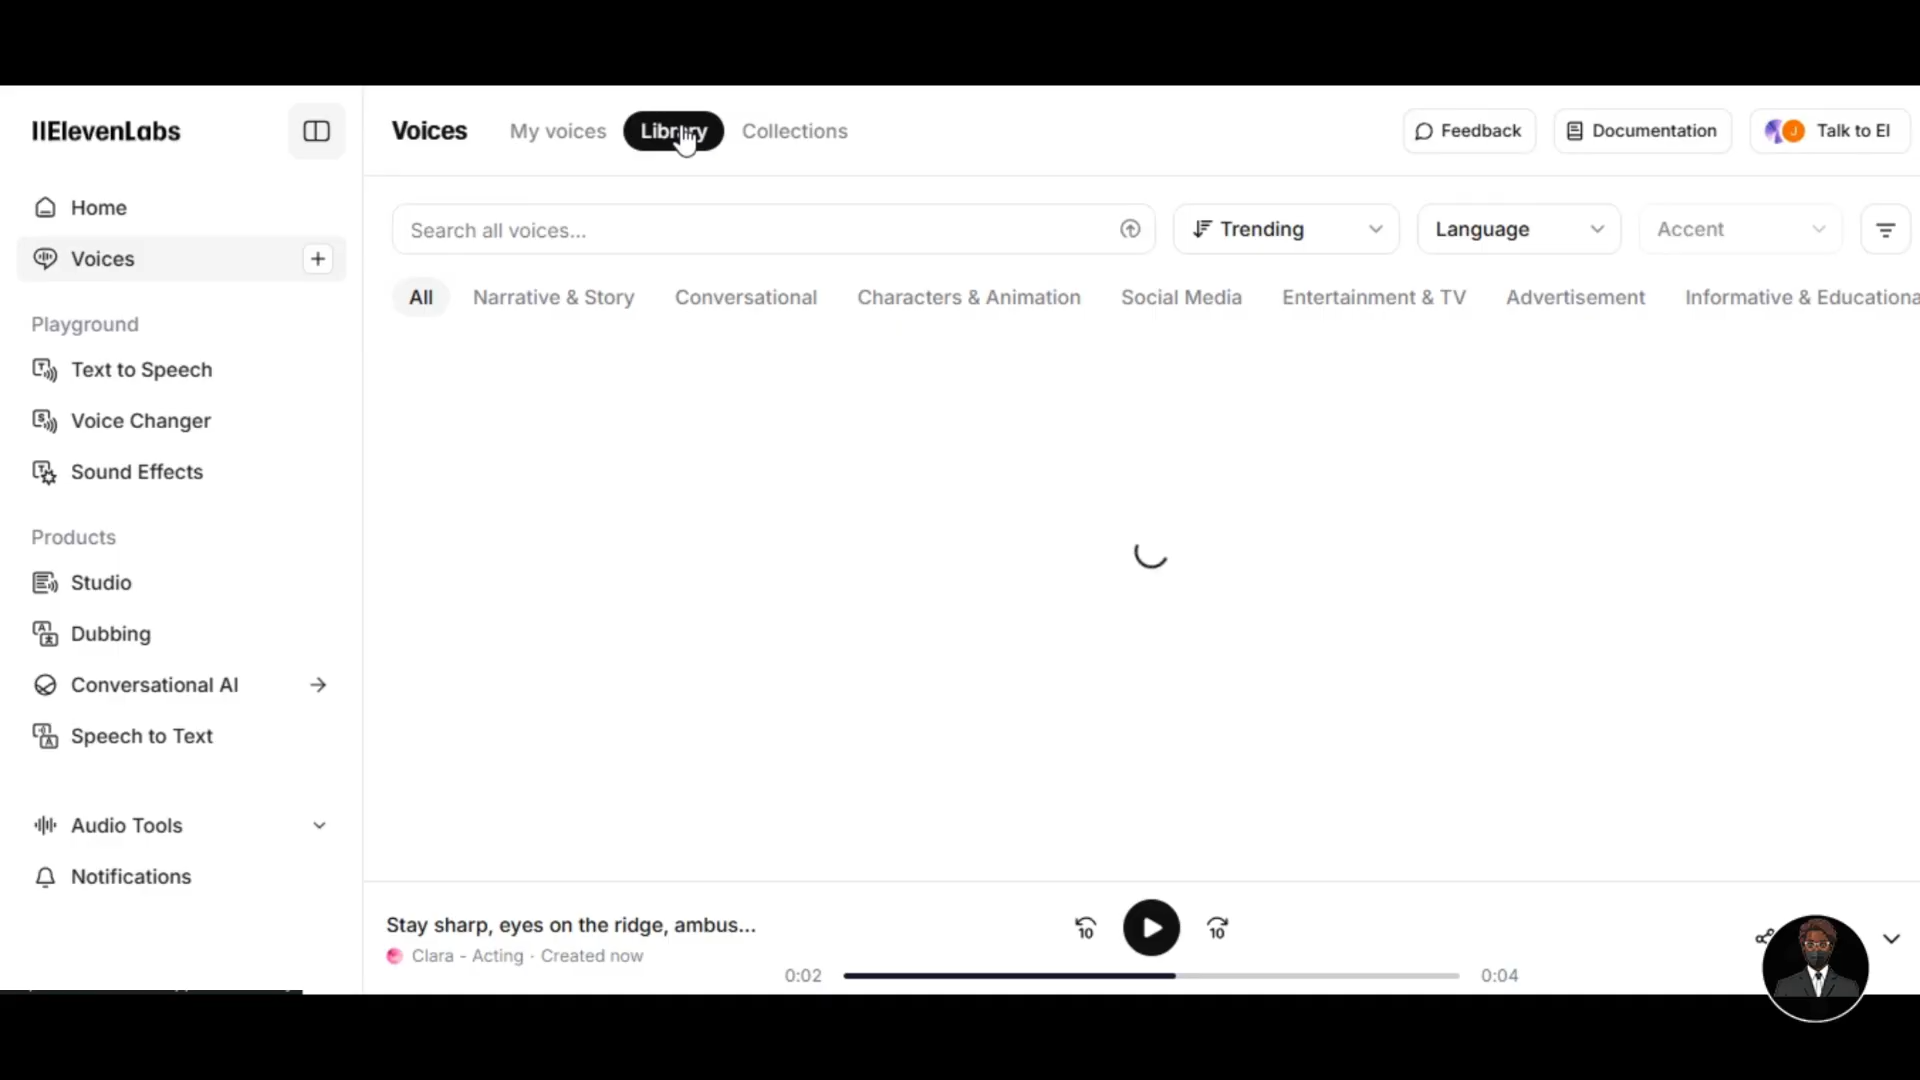 IIElevenLabs
Home
Voices
Playground
Text to Speech
Voice Changer
Sound Effects
Products
Studio
Dubbing
Conversational AI
Speech to Text
Audio Tools
Notifications
Voices My voices Library Collections
Feedback Documentation Talk to El
Search all voices... Trending Language Accent
All Narrative & Story Conversational Characters & Animation Social Media Entertainment & TV Advertisement Informative & Educationa
Stay sharp, eyes on the ridge, ambus...
Clara - Acting · Created now
10 10
0:02 0:04